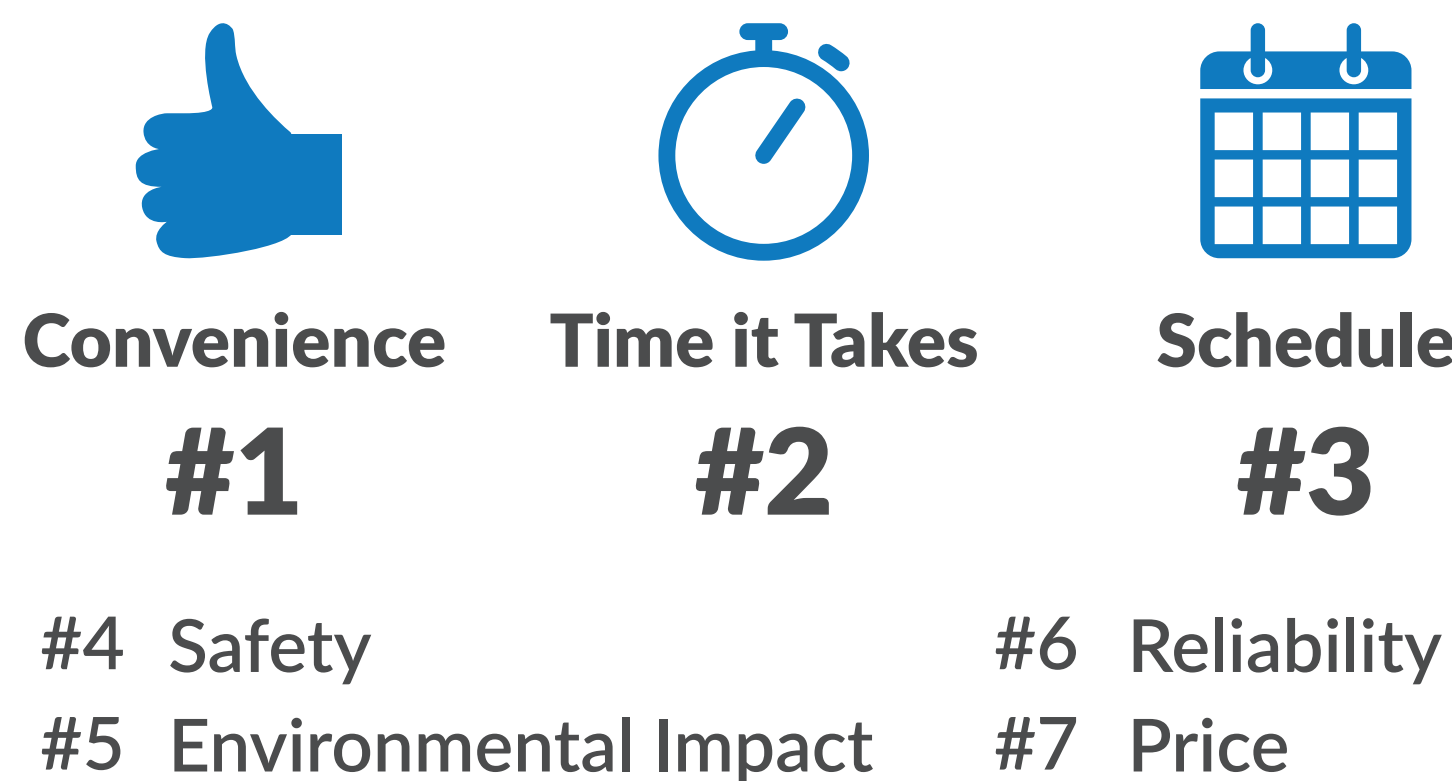 Convenience
#1
Time it Takes
#2
Schedule
#3
#4 Safety
#5 Environmental Impact
#6 Reliability
#7 Price